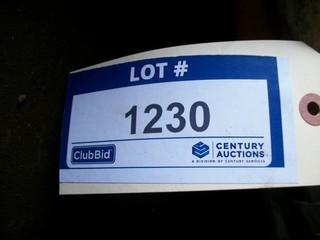 LOT #
1230
ClubBid
CENTURY
AUCTIONS
A DIVISION OF CENTURY SERVICES